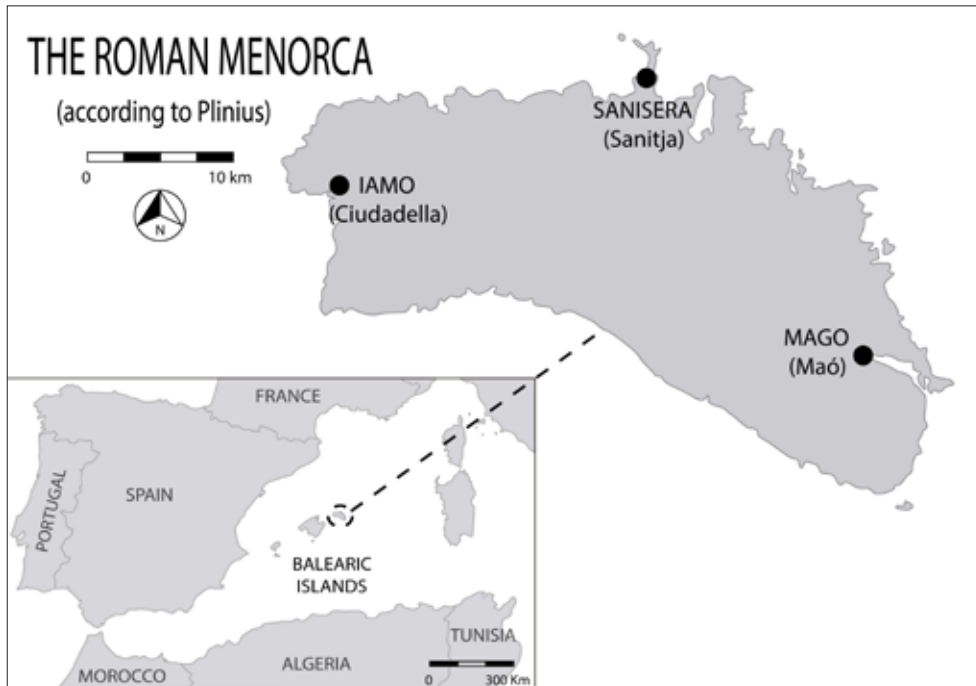 THE ROMAN MENORCA
(according to Plinius)
0 10 km
N
SANISERA
(Sanitja)
IAMO
(Ciudadella)
MAGO
(Maó)
FRANCE
PORTUGAL
SPAIN
BALEARIC
ISLANDS
MOROCCO
ALGERIA
TUNISIA
0 300 Km